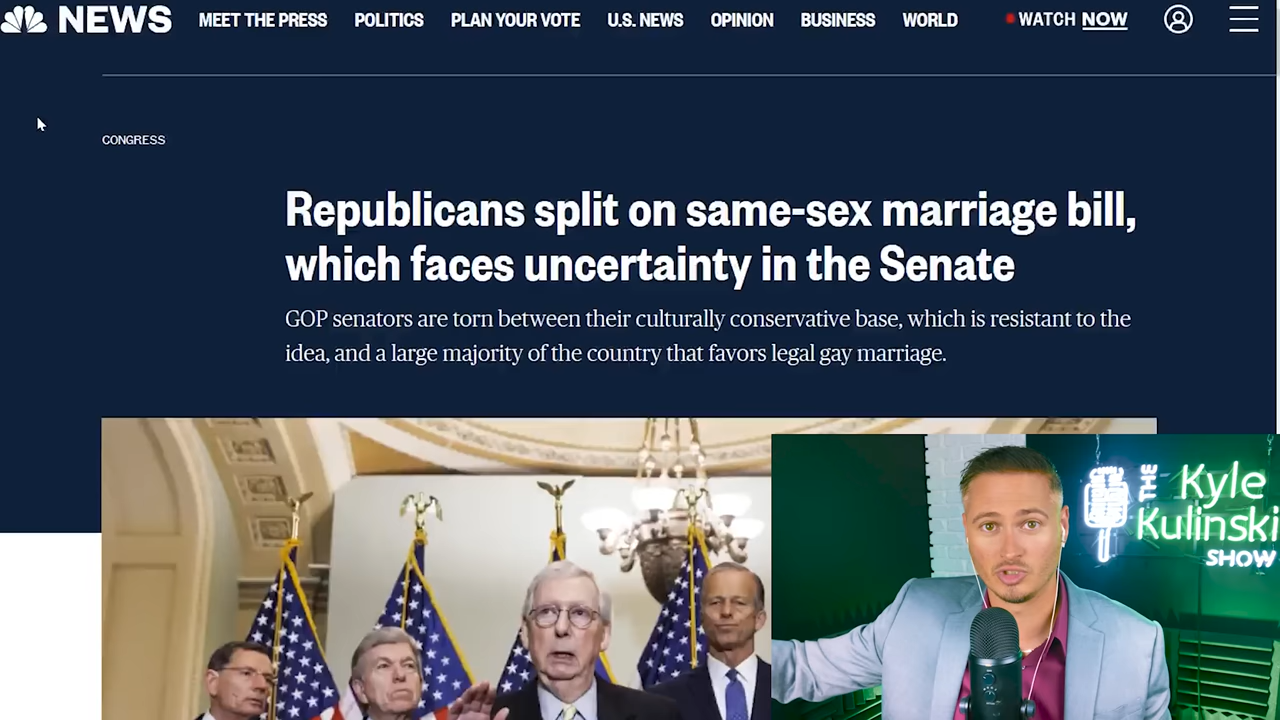 NEWS MEET THE PRESS POLITICS PLAN YOUR VOTE U.S. NEWS OPINION BUSINESS WORLD WATCH NOW
CONGRESS
Republicans split on same-sex marriage bill,
which faces uncertainty in the Senate
GOP senators are torn between their culturally conservative base, which is resistant to the
idea, and a large majority of the country that favors legal gay marriage.
THE
Kyle
Kulinski
SHOW